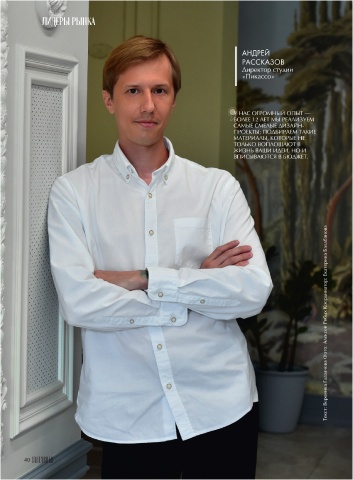 ЛИДЕРЫ РЫНКА
АНДРЕЙ
РАССКАЗОВ
Директор студии
«Пикассо»
У НАС ОГРОМНЫЙ ОПЫТ —
БОЛЕЕ 12 ЛЕТ МЫ РЕАЛИЗУЕМ
САМЫЕ СМЕЛЫЕ ДИЗАЙН-
ПРОЕКТЫ, ПОДБИРАЕМ ТАКИЕ
МАТЕРИАЛЫ, КОТОРЫЕ НЕ
ТОЛЬКО ВОПЛОЩАЮТ В
ЖИЗНЬ ВАШИ ИДЕИ, НО И
ВПИСЫВАЮТСЯ В БЮДЖЕТ.
40